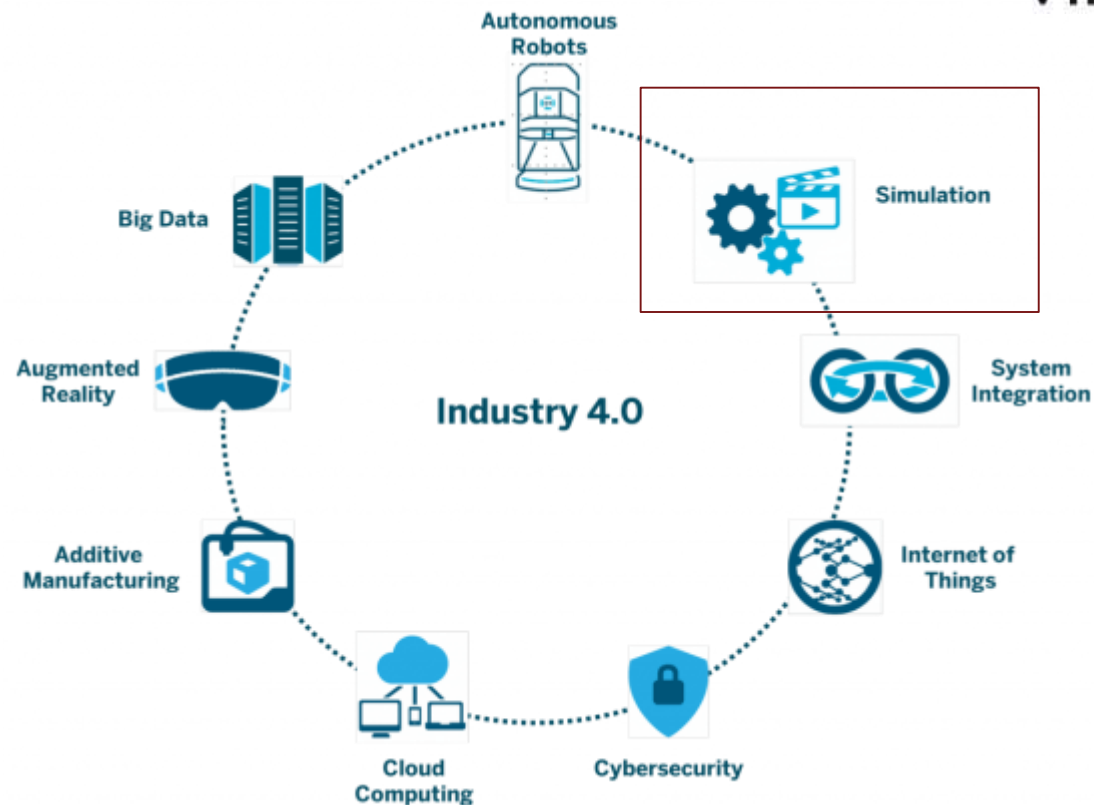 Autonomous
Robots
Simulation
Big Data
Augmented
Reality
System
Integration
Industry 4.0
Additive
Manufacturing
Internet of
Things
Cloud
Computing
Cybersecurity